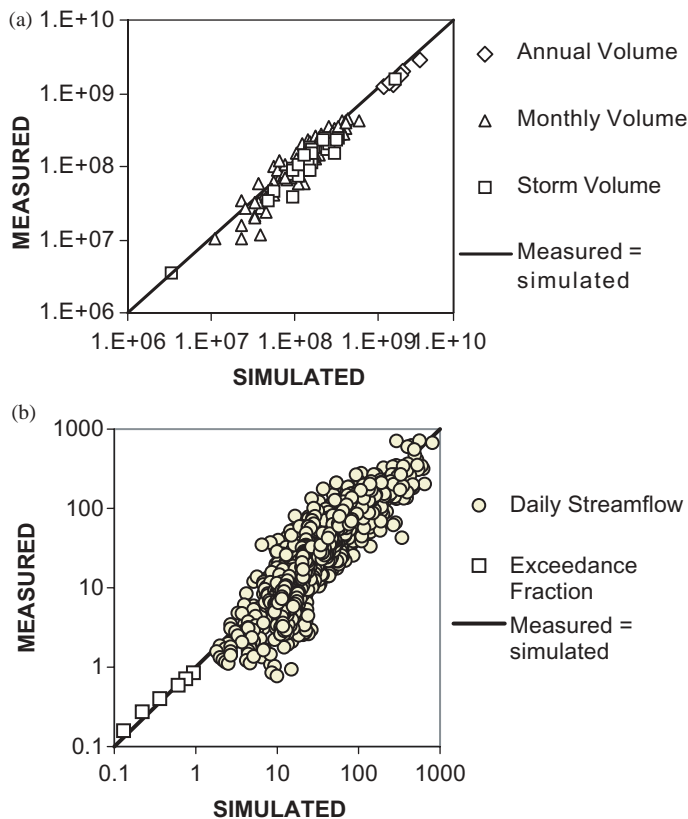 (a)
1.E+10
1.E+09
1.E+08
1.E+07
1.E+06
MEASURED
1.E+06
1.E+07
1.E+08
1.E+09
1.E+10
SIMULATED
Annual Volume
Monthly Volume
Storm Volume
Measured =
simulated
(b)
1000
100
10
1
0.1
MEASURED
0.1
1
10
100
1000
SIMULATED
Daily Streamflow
Exceedance
Fraction
Measured =
simulated